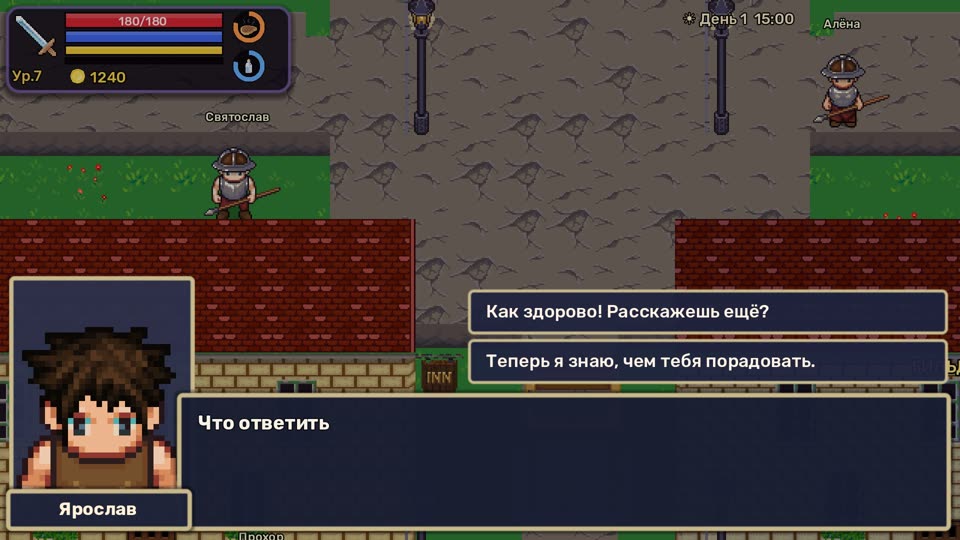 180/180
День 1 15:00
Алёна
Ур.7
1240
Святослав
Как здорово! Расскажешь ещё?
Теперь я знаю, чем тебя порадовать.
INN
Что ответить
Ярослав
Прохор